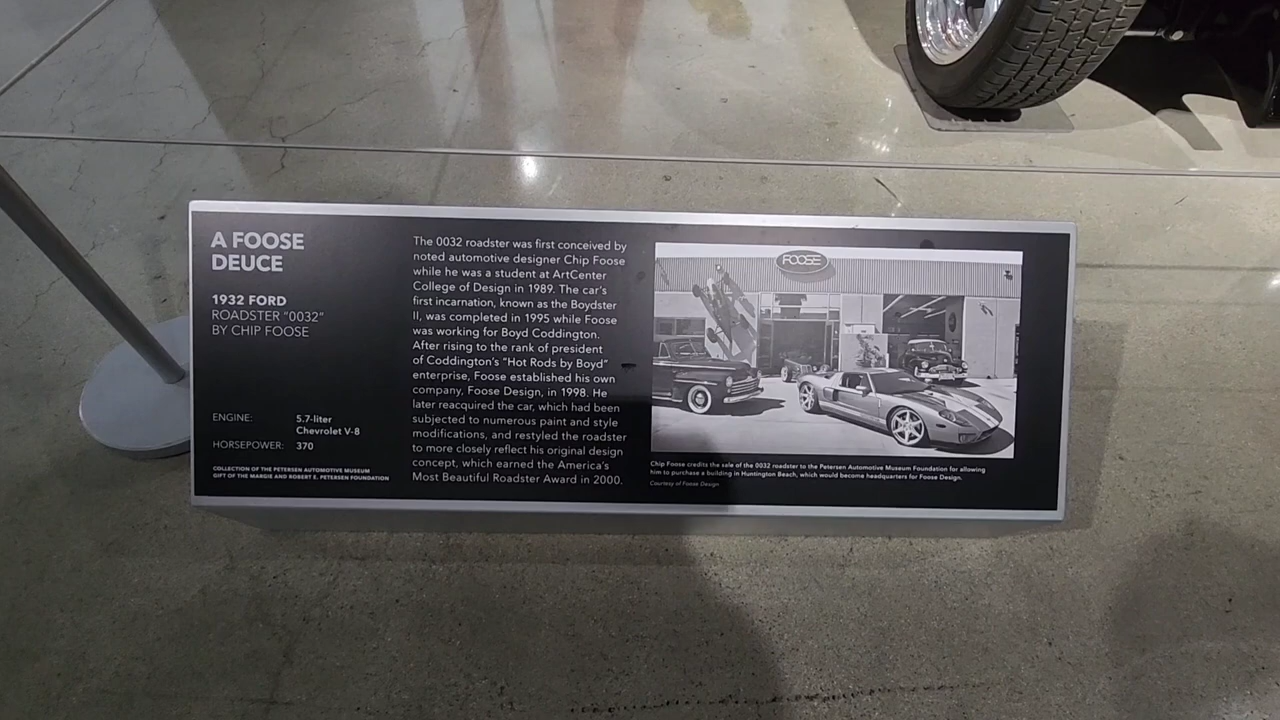 A FOOSE
DEUCE
1932 FORD
ROADSTER "0032"
BY CHIP FOOSE
ENGINE: 5.7-liter
Chevrolet V-8
HORSEPOWER: 370
COLLECTION OF THE PETERSEN AUTOMOTIVE MUSEUM
GIFT OF THE MARGIE AND ROBERT E. PETERSEN FOUNDATION
The 0032 roadster was first conceived by
noted automotive designer Chip Foose
while he was a student at ArtCenter
College of Design in 1989. The car's
first incarnation, known as the Boydster
II, was completed in 1995 while Foose
was working for Boyd Coddington.
After rising to the rank of president
of Coddington's "Hot Rods by Boyd"
enterprise, Foose established his own
company, Foose Design, in 1998. He
later reacquired the car, which had been
subjected to numerous paint and style
modifications, and restyled the roadster
to more closely reflect his original design
concept, which earned the America's
Most Beautiful Roadster Award in 2000.
FOOSE
Chip Foose credits the sale of the 0032 roadster to the Petersen Automotive Museum Foundation for allowing
him to purchase a building in Huntington Beach, which would become headquarters for Foose Design.
Courtesy of Foose Design